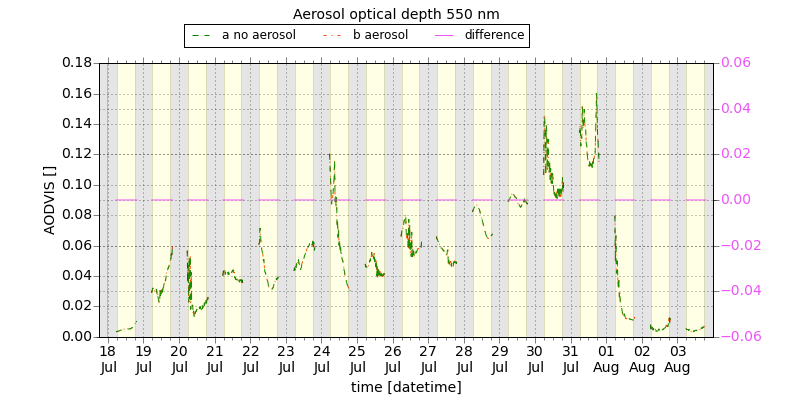 Aerosol optical depth 550 nm
a no aerosol b aerosol difference
0.18 0.06
0.16 0.04
0.14
0.12 0.02
0.10 0.00
0.08 −0.02
0.06
0.04 −0.04
0.02
0.00 −0.06
AODVIS []
18 19 20 21 22 23 24 25 26 27 28 29 30 31 01 02 03
Jul Jul Jul Jul Jul Jul Jul Jul Jul Jul Jul Jul Jul Jul Aug Aug Aug
time [datetime]